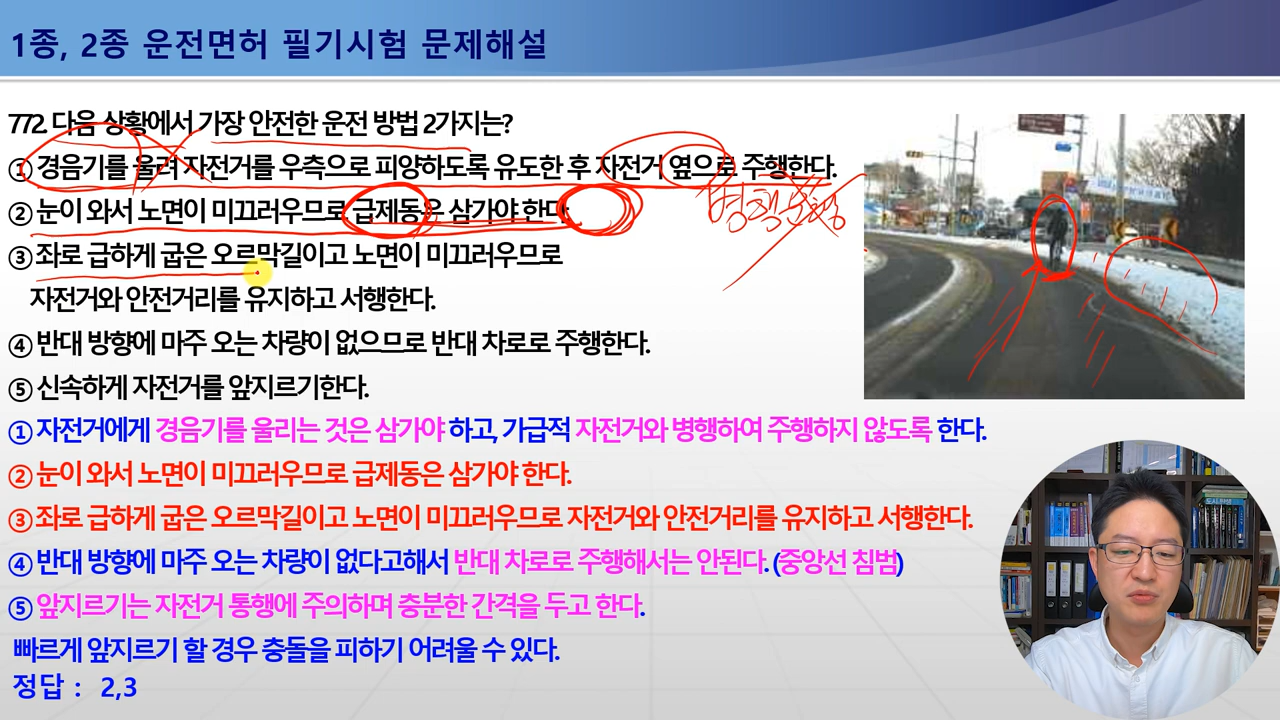 1종, 2종 운전면허 필기시험 문제해설
772. 다음 상황에서 가장 안전한 운전 방법 2가지는?
① 경음기를 울려 자전거를 우측으로 피양하도록 유도한 후 자전거 옆으로 주행한다.
② 눈이 와서 노면이 미끄러우므로 급제동은 삼가야 한다.
③ 좌로 급하게 굽은 오르막길이고 노면이 미끄러우므로
자전거와 안전거리를 유지하고 서행한다.
④ 반대 방향에 마주 오는 차량이 없으므로 반대 차로로 주행한다.
⑤ 신속하게 자전거를 앞지르기한다.
① 자전거에게 경음기를 울리는 것은 삼가야 하고, 가급적 자전거와 병행하여 주행하지 않도록 한다.
② 눈이 와서 노면이 미끄러우므로 급제동은 삼가야 한다.
③ 좌로 급하게 굽은 오르막길이고 노면이 미끄러우므로 자전거와 안전거리를 유지하고 서행한다.
④ 반대 방향에 마주 오는 차량이 없다고해서 반대 차로로 주행해서는 안된다. (중앙선 침범)
⑤ 앞지르기는 자전거 통행에 주의하며 충분한 간격을 두고 한다.
빠르게 앞지르기 할 경우 충돌을 피하기 어려울 수 있다.
정답 : 2,3